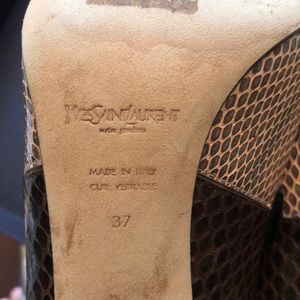 YVESSAINTLAURENT
rive gauche
MADE IN ITALY
CUIR VERITABLE
37